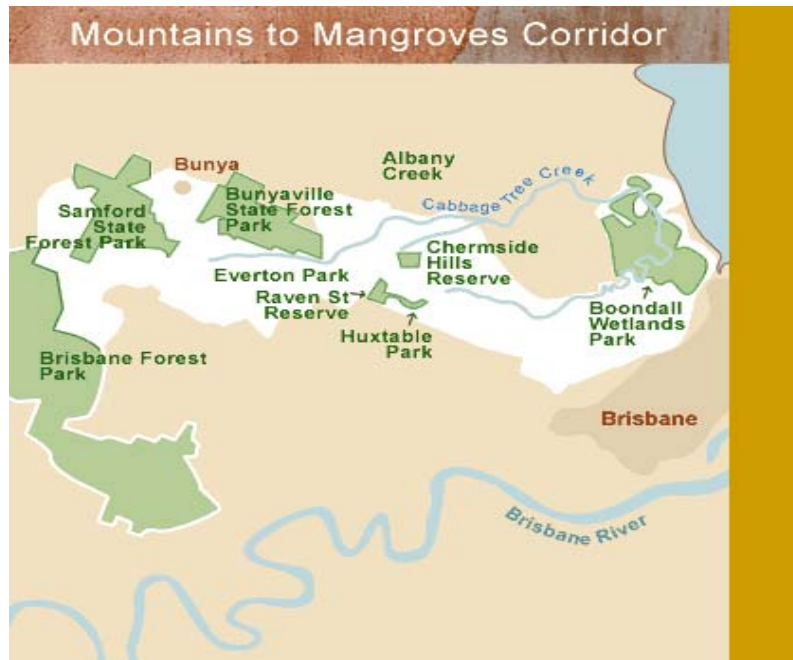 Mountains to Mangroves Corridor
Bunya
Albany
Creek
Cabbage Tree Creek
Samford
State
Forest Park
Bunyaville
State Forest
Park
Chermside
Hills
Reserve
Everton Park
Raven St
Reserve
Huxtable
Park
Boondall
Wetlands
Park
Brisbane Forest
Park
Brisbane
Brisbane River